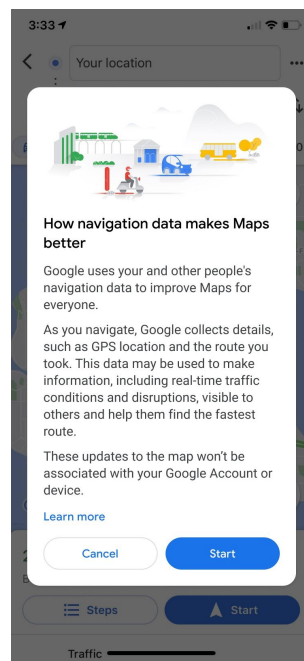 3:33
Your location
How navigation data makes Maps
better
Google uses your and other people's
navigation data to improve Maps for
everyone.
As you navigate, Google collects details,
such as GPS location and the route you
took. This data may be used to make
information, including real-time traffic
conditions and disruptions, visible to
others and help them find the fastest
route.
These updates to the map won't be
associated with your Google Account or
device.
Learn more
Cancel Start
Steps Start
Traffic